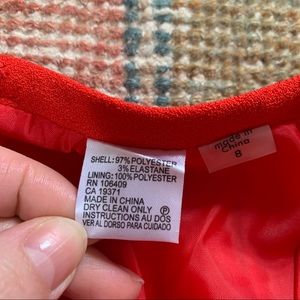 SHELL: 97% POLYESTER
3% ELASTANE
LINING: 100% POLYESTER
RN 106409
CA 19371
MADE IN CHINA
DRY CLEAN ONLY Ⓟ
INSTRUCTIONS AU DOS
VER AL DORSO PARA CUIDADO
made in
China
8